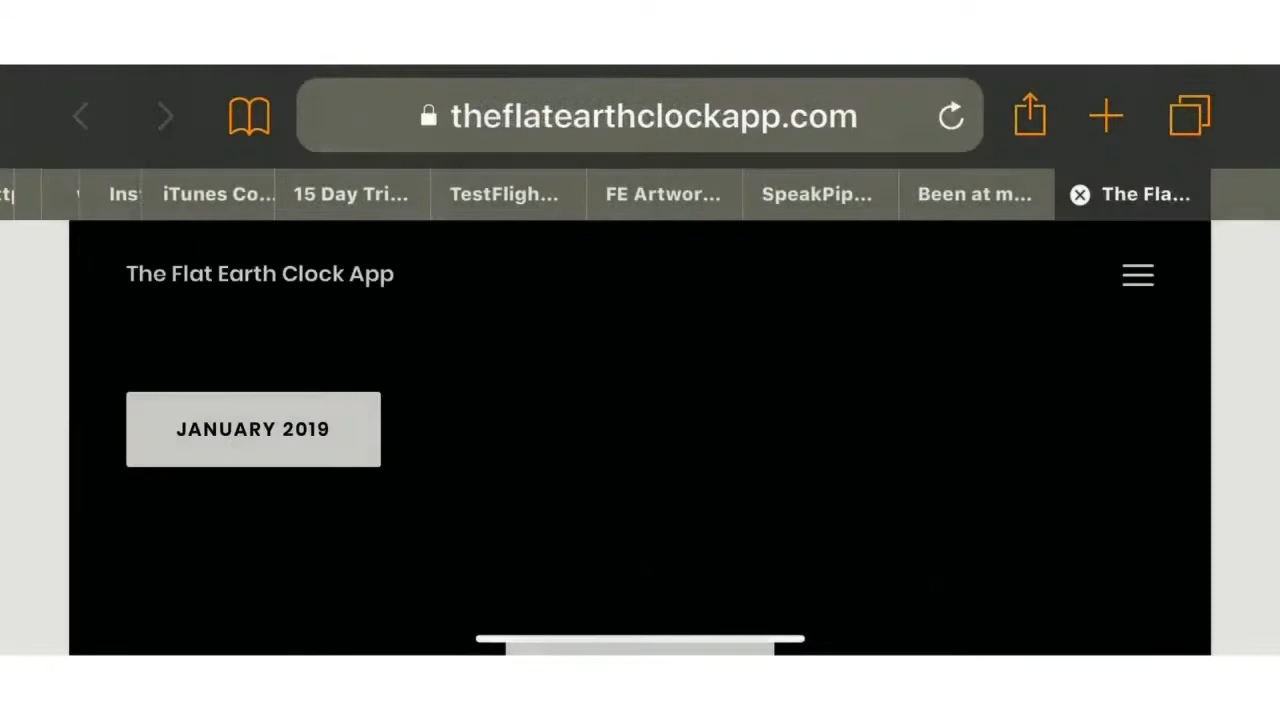 theflatearthclockapp.com
Ins
iTunes Co...
15 Day Tri...
TestFligh...
FE Artwor...
SpeakPip...
Been at m...
The Fla...
The Flat Earth Clock App
JANUARY 2019